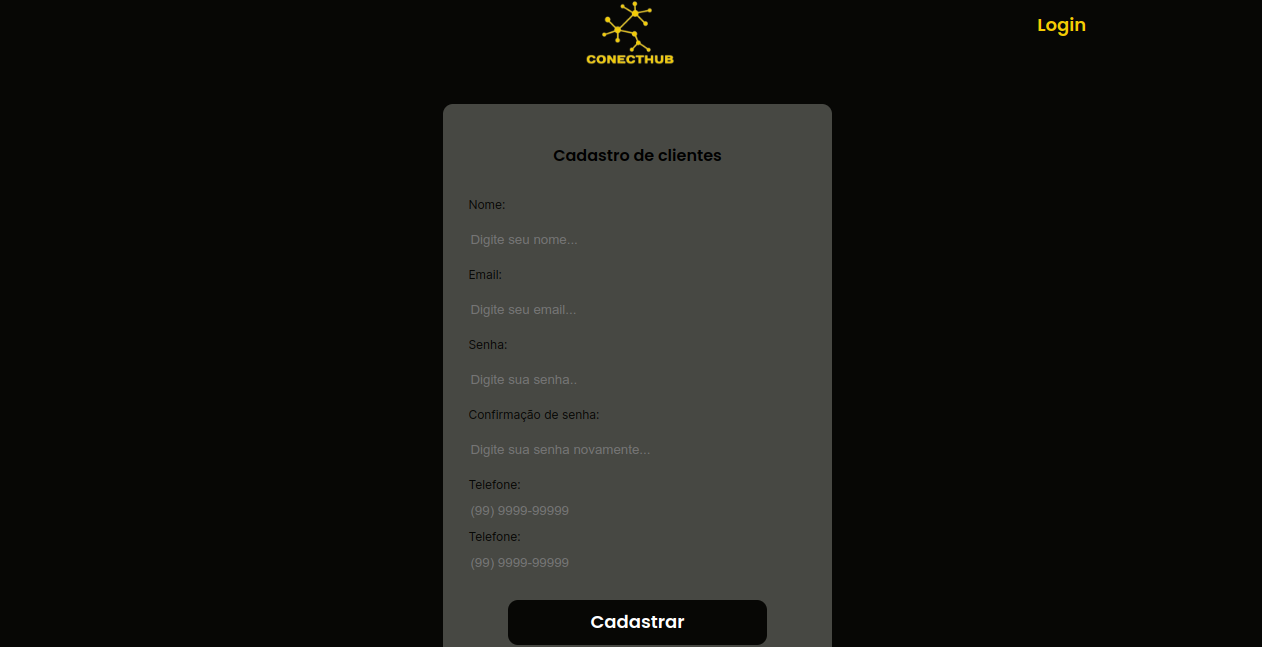 CONECTHUB
Login
Cadastro de clientes
Nome:
Digite seu nome...
Email:
Digite seu email...
Senha:
Digite sua senha..
Confirmação de senha:
Digite sua senha novamente...
Telefone:
(99) 9999-99999
Telefone:
(99) 9999-99999
Cadastrar